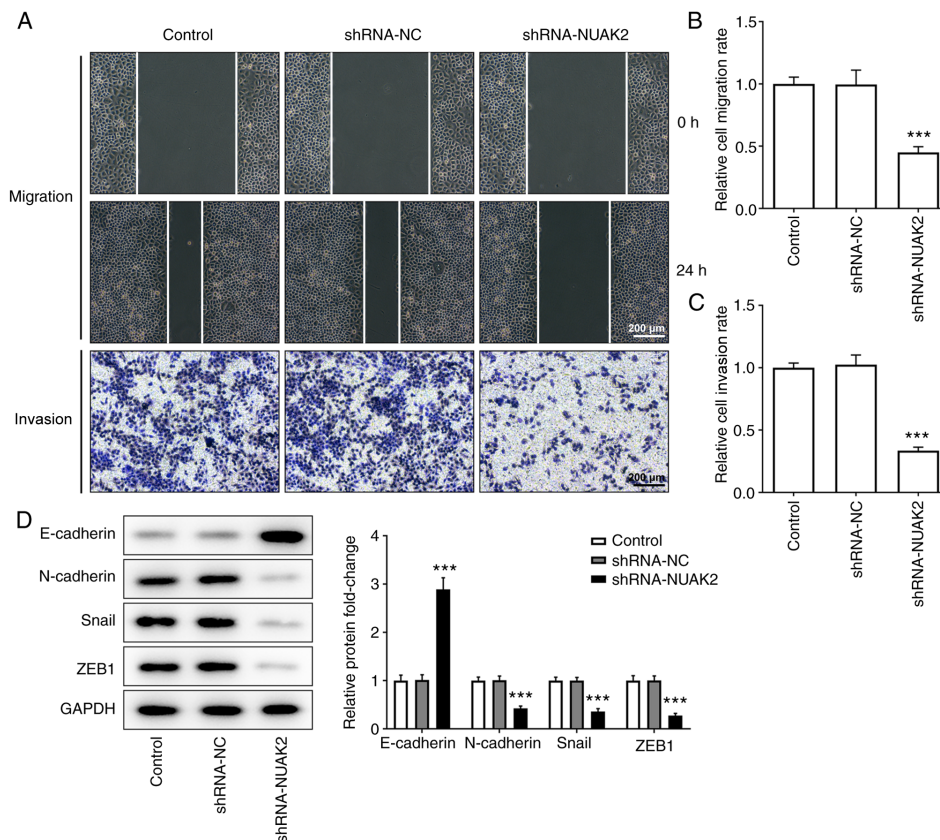 A
Control
shRNA-NC
shRNA-NUAK2
Migration
0 h
24 h
200 µm
Invasion
200 µm
B
Relative cell migration rate
1.5
1.0
0.5
0.0
***
Control
shRNA-NC
shRNA-NUAK2
C
Relative cell invasion rate
1.5
1.0
0.5
0.0
***
Control
shRNA-NC
shRNA-NUAK2
D
E-cadherin
N-cadherin
Snail
ZEB1
GAPDH
Control
shRNA-NC
shRNA-NUAK2
Relative protein fold-change
4
3
2
1
0
Control
shRNA-NC
shRNA-NUAK2
***
***
***
***
E-cadherin
N-cadherin
Snail
ZEB1